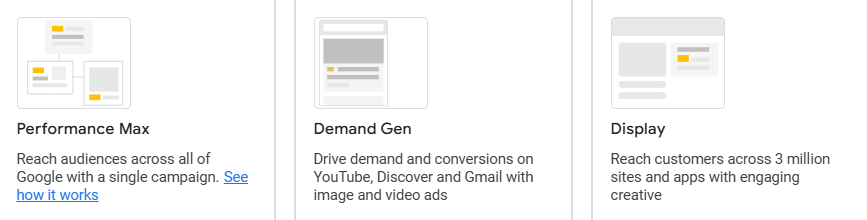 Performance Max
Reach audiences across all of
Google with a single campaign. See
how it works
Demand Gen
Drive demand and conversions on
YouTube, Discover and Gmail with
image and video ads
Display
Reach customers across 3 million
sites and apps with engaging
creative